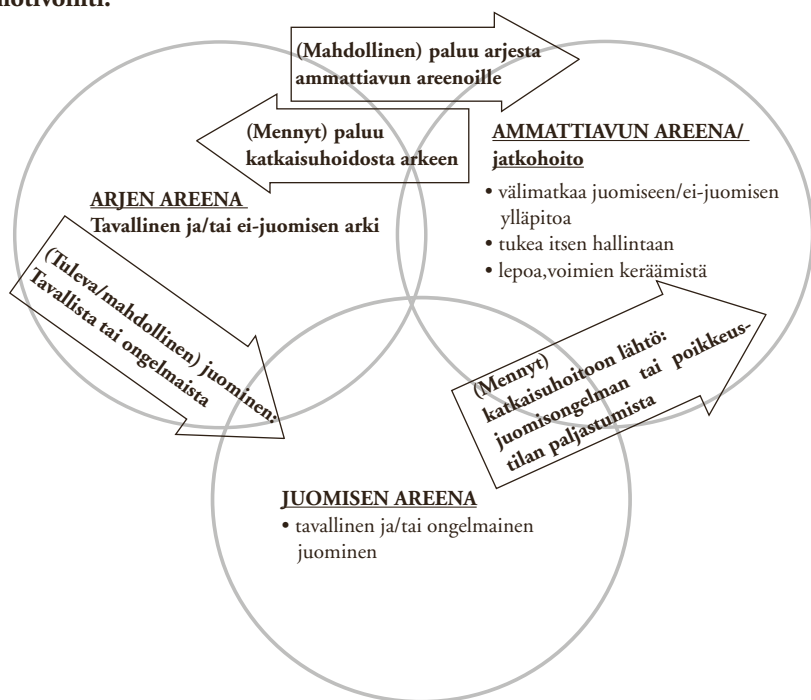 (Mahdollinen) paluu arjesta
ammattiavun areenoille
(Mennyt) paluu
katkaisuhoidosta arkeen
AMMATTIAVUN AREENA/
jatkohoito
• välimatkaa juomiseen/ei-juomisen
ylläpitoa
• tukea itsen hallintaan
• lepoa,voimien keräämistä
ARJEN AREENA
Tavallinen ja/tai ei-juomisen arki
(Tuleva/mahdollinen) juominen:
Tavallista tai ongelmaista
(Mennyt)
katkaisuhoitoon lähtö:
juomisongelman tai poikkeus-
tilan paljastumista
JUOMISEN AREENA
• tavallinen ja/tai ongelmainen
juominen